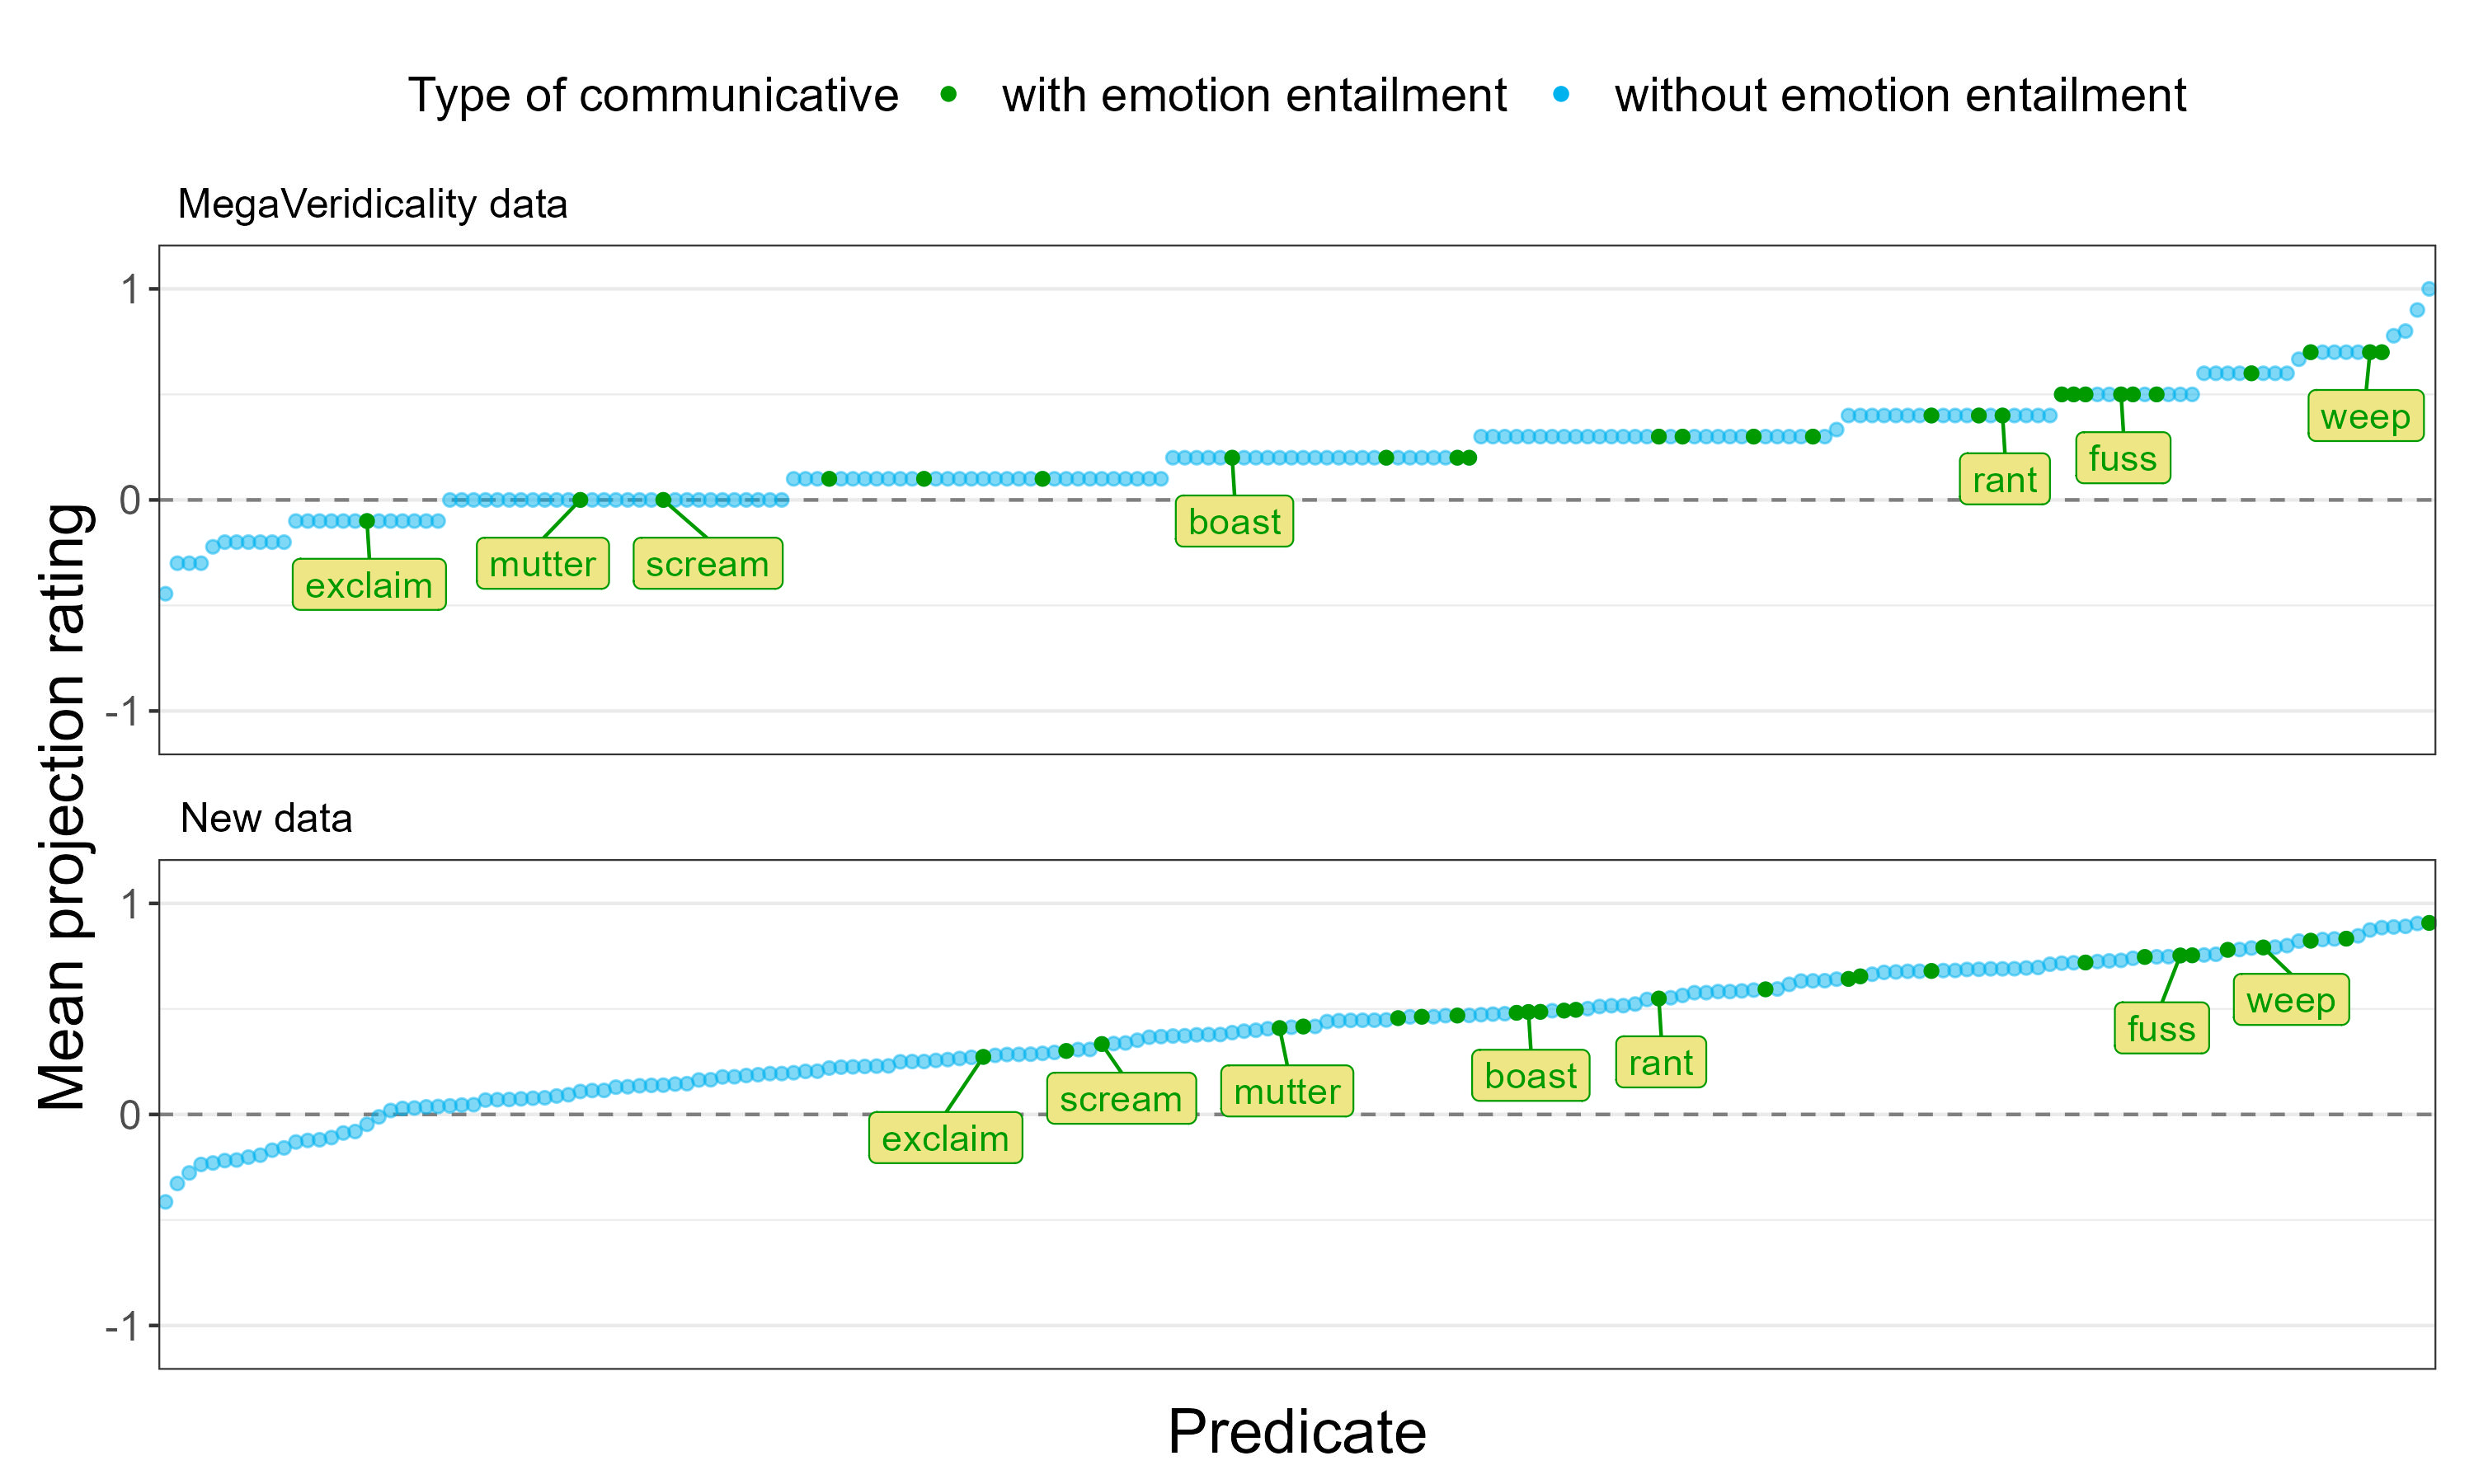 Type of communicative with emotion entailment without emotion entailment
MegaVeridicality data
1
0
-1
exclaim
mutter
scream
boast
rant
fuss
weep
Mean projection rating
New data
1
0
-1
exclaim
scream
mutter
boast
rant
fuss
weep
Predicate